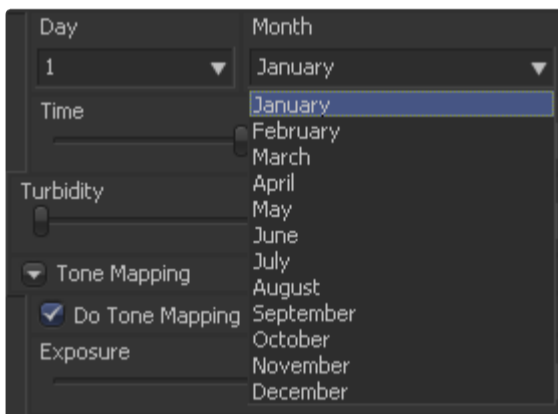 Day Month
1 January
Time January
February
March
Turbidity April
May
June
Tone Mapping July
August
Do Tone Mapping September
Exposure October
November
December